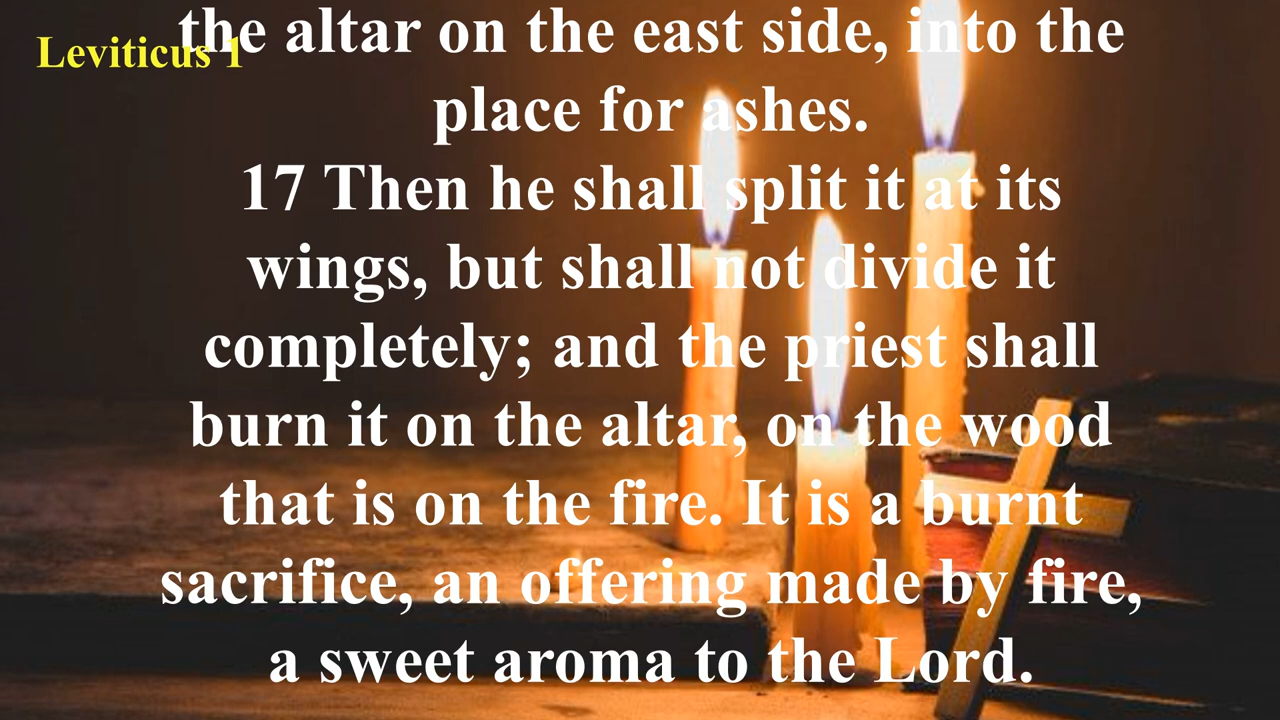 Leviticus 1
the altar on the east side, into the
place for ashes.
17 Then he shall split it at its
wings, but shall not divide it
completely; and the priest shall
burn it on the altar, on the wood
that is on the fire. It is a burnt
sacrifice, an offering made by fire,
a sweet aroma to the Lord.